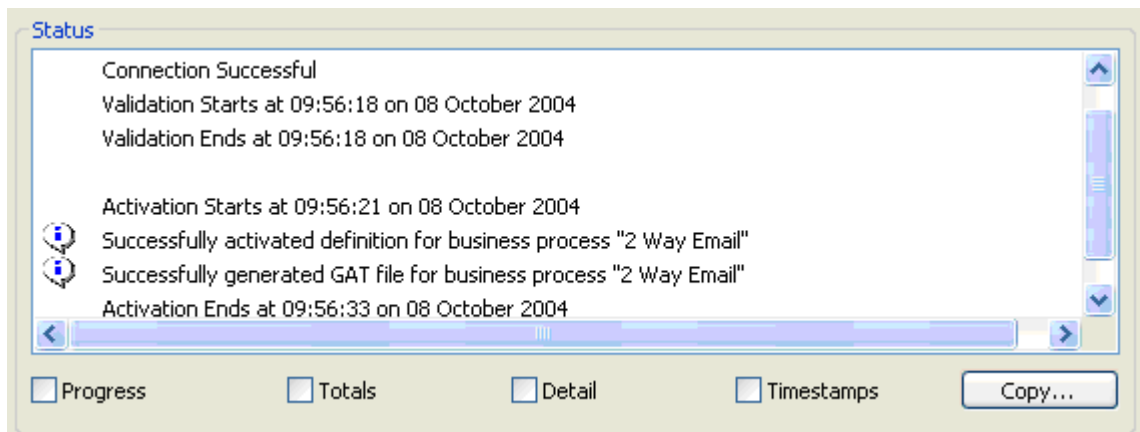 Status
Connection Successful
Validation Starts at 09:56:18 on 08 October 2004
Validation Ends at 09:56:18 on 08 October 2004
Activation Starts at 09:56:21 on 08 October 2004
Successfully activated definition for business process "2 Way Email"
Successfully generated GAT file for business process "2 Way Email"
Activation Ends at 09:56:33 on 08 October 2004
Progress Totals Detail Timestamps Copy...